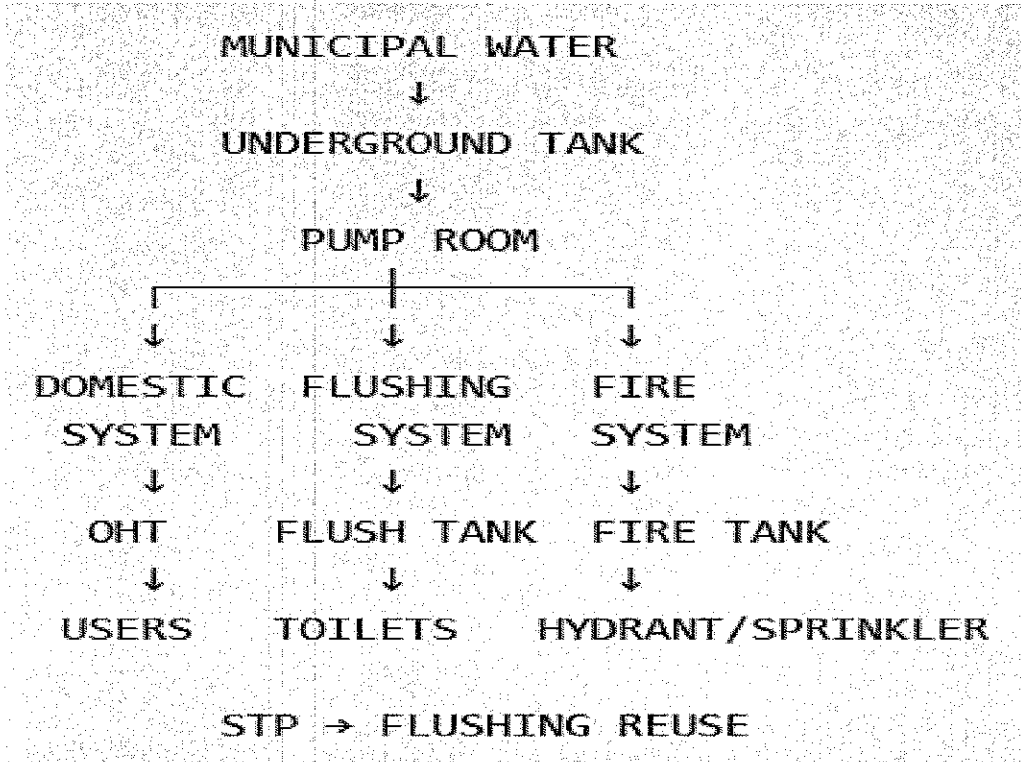 MUNICIPAL WATER
↓
UNDERGROUND TANK
↓
PUMP ROOM
↓ ↓ ↓
DOMESTIC FLUSHING FIRE
SYSTEM SYSTEM SYSTEM
↓ ↓ ↓
OHT FLUSH TANK FIRE TANK
↓ ↓ ↓
USERS TOILETS HYDRANT/SPRINKLER
STP → FLUSHING REUSE